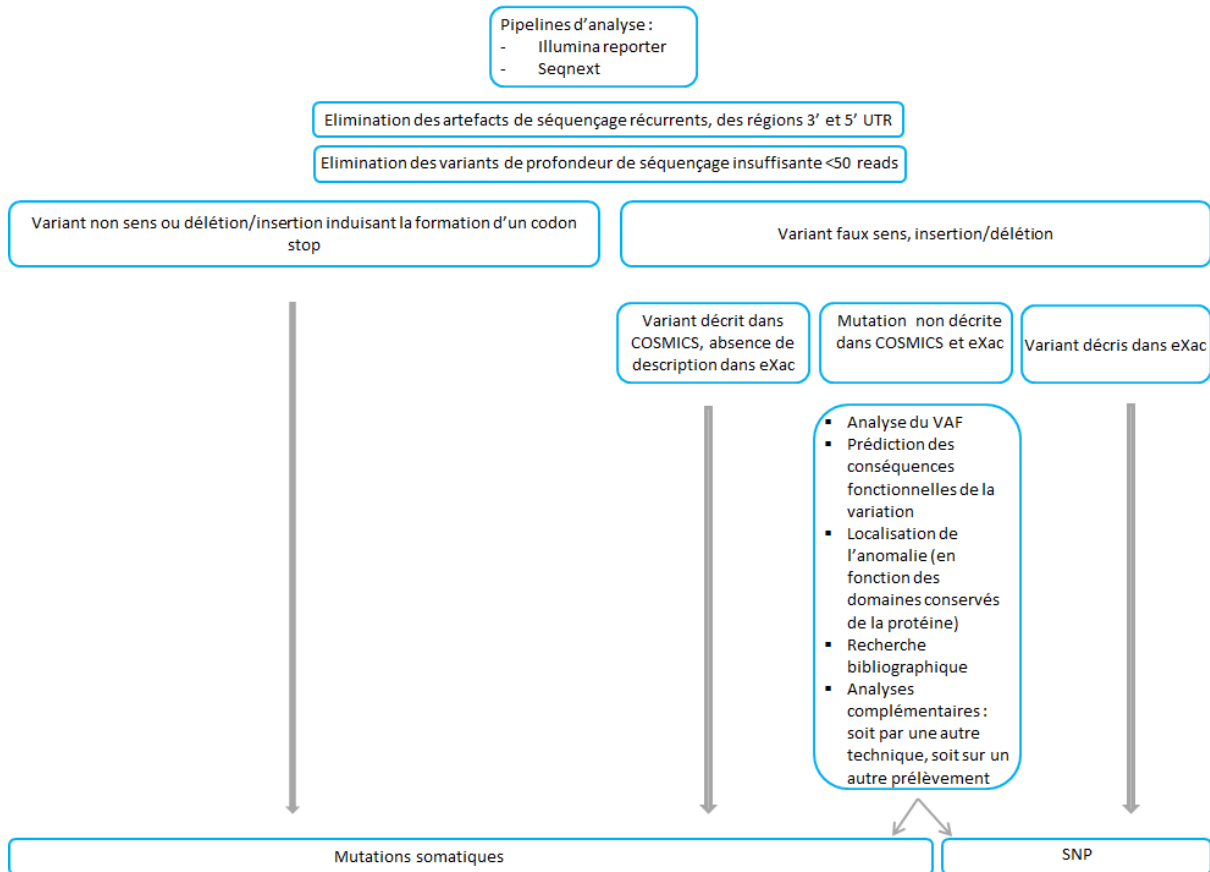 Pipelines d’analyse :
- Illumina reporter
- Seqnext
Elimination des artefacts de séquençage récurrents, des régions 3’ et 5’ UTR
Elimination des variants de profondeur de séquençage insuffisante <50 reads
Variant non sens ou délétion/insertion induisant la formation d’un codon
stop
Variant faux sens, insertion/délétion
Variant décrit dans
COSMICS, absence de
description dans eXac
Mutation non décrite
dans COSMICS et eXac
Variant décris dans eXac
▪ Analyse du VAF
▪ Prédiction des
conséquences
fonctionnelles de la
variation
▪ Localisation de
l’anomalie (en
fonction des
domaines conservés
de la protéine)
▪ Recherche
bibliographique
▪ Analyses
complémentaires :
soit par une autre
technique, soit sur un
autre prélèvement
Mutations somatiques
SNP